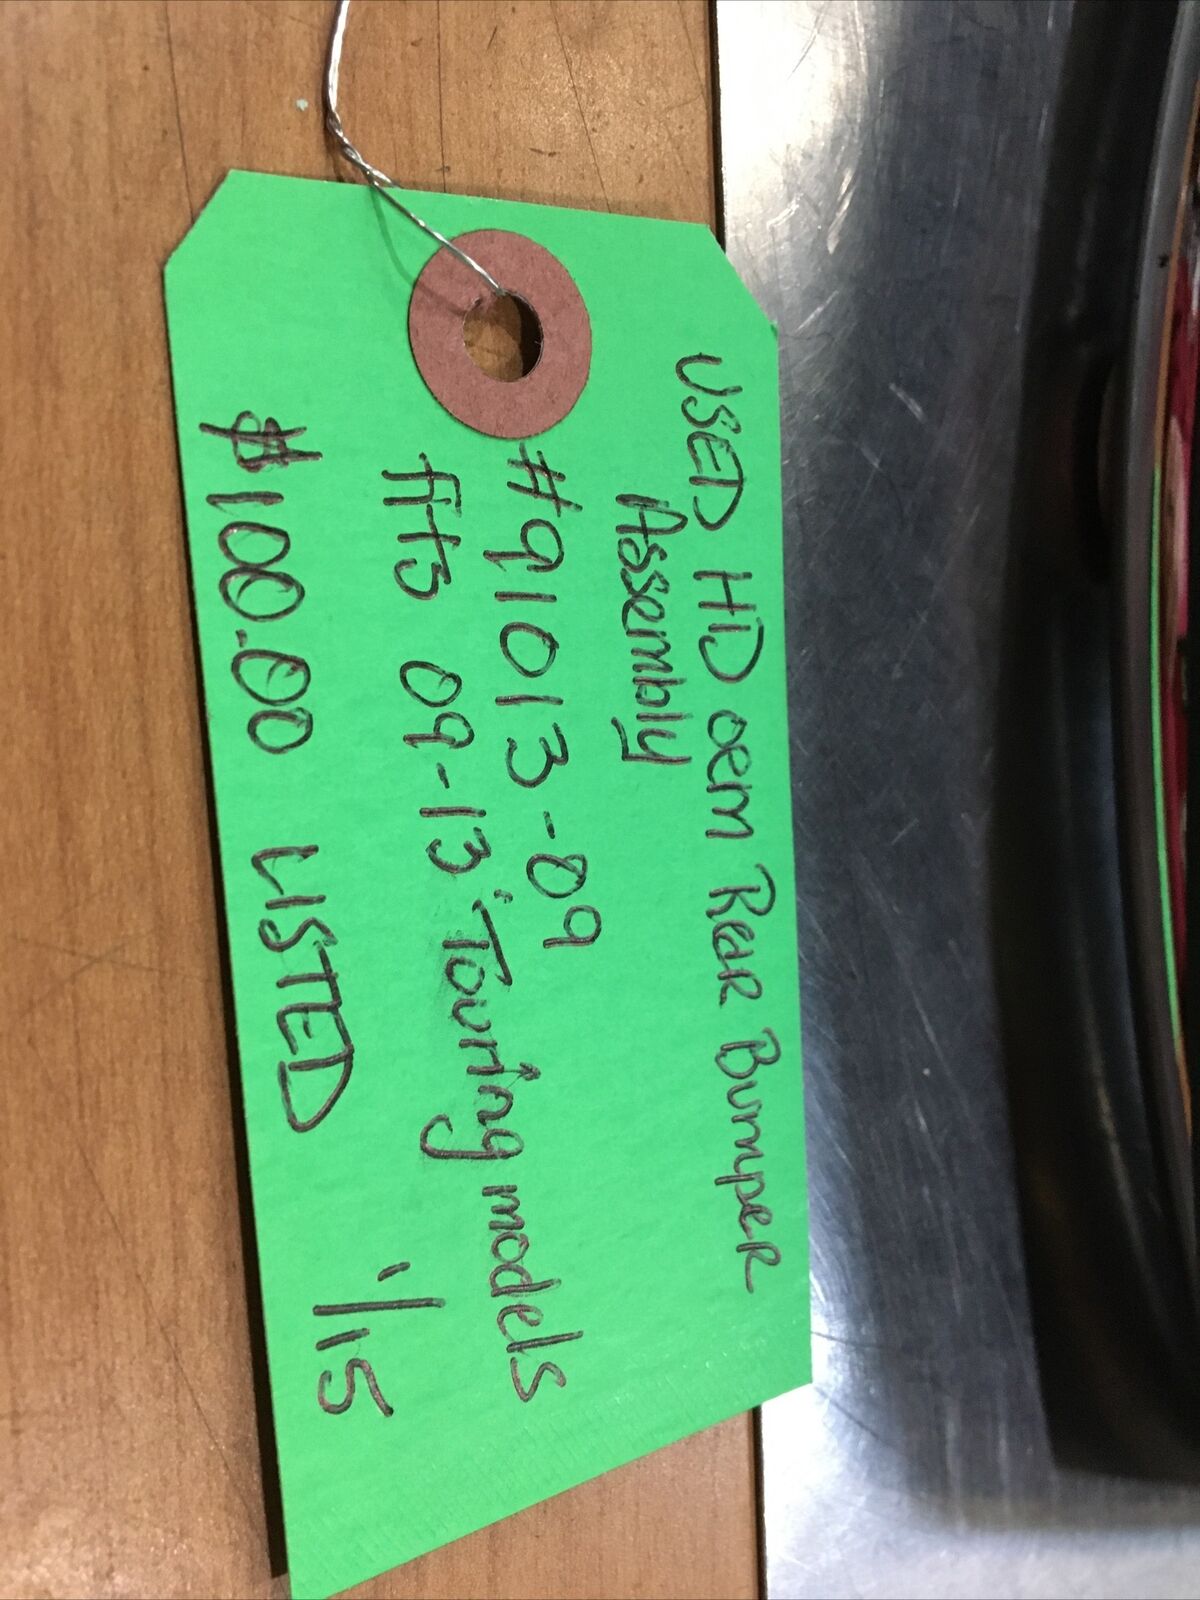 USED HD oem Rear Bumper
Assembly
#91013-09
fits 09-13' Touring models
$100.00 LISTED 1/15